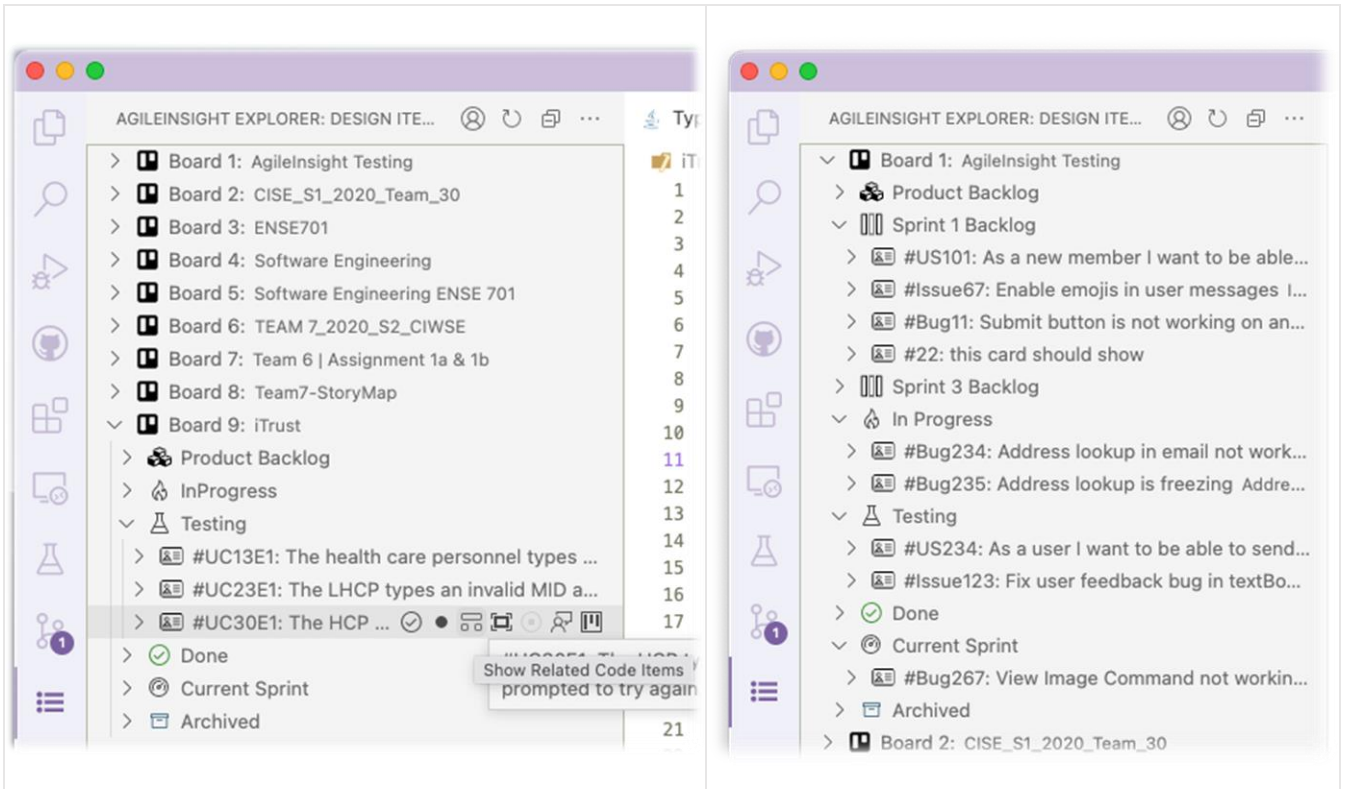 AGILEINSIGHT EXPLORER: DESIGN ITE...
Board 1: AgileInsight Testing
Board 2: CISE_S1_2020_Team_30
Board 3: ENSE701
Board 4: Software Engineering
Board 5: Software Engineering ENSE 701
Board 6: TEAM 7_2020_S2_CIWSE
Board 7: Team 6 | Assignment 1a & 1b
Board 8: Team7-StoryMap
Board 9: iTrust
Product Backlog
InProgress
Testing
#UC13E1: The health care personnel types ...
#UC23E1: The LHCP types an invalid MID a...
#UC30E1: The HCP ...
Show Related Code Items
prompted to try again
Done
Current Sprint
Archived
1
Typ
iTr
1
2
3
4
5
6
7
8
9
10
11
12
13
14
15
16
17
21
AGILEINSIGHT EXPLORER: DESIGN ITE...
Board 1: AgileInsight Testing
Product Backlog
Sprint 1 Backlog
#US101: As a new member I want to be able...
#Issue67: Enable emojis in user messages I...
#Bug11: Submit button is not working on an...
#22: this card should show
Sprint 3 Backlog
In Progress
#Bug234: Address lookup in email not work...
#Bug235: Address lookup is freezing Addre...
Testing
#US234: As a user I want to be able to send...
#Issue123: Fix user feedback bug in textBo...
Done
Current Sprint
#Bug267: View Image Command not workin...
Archived
Board 2: CISE_S1_2020_Team_30
1